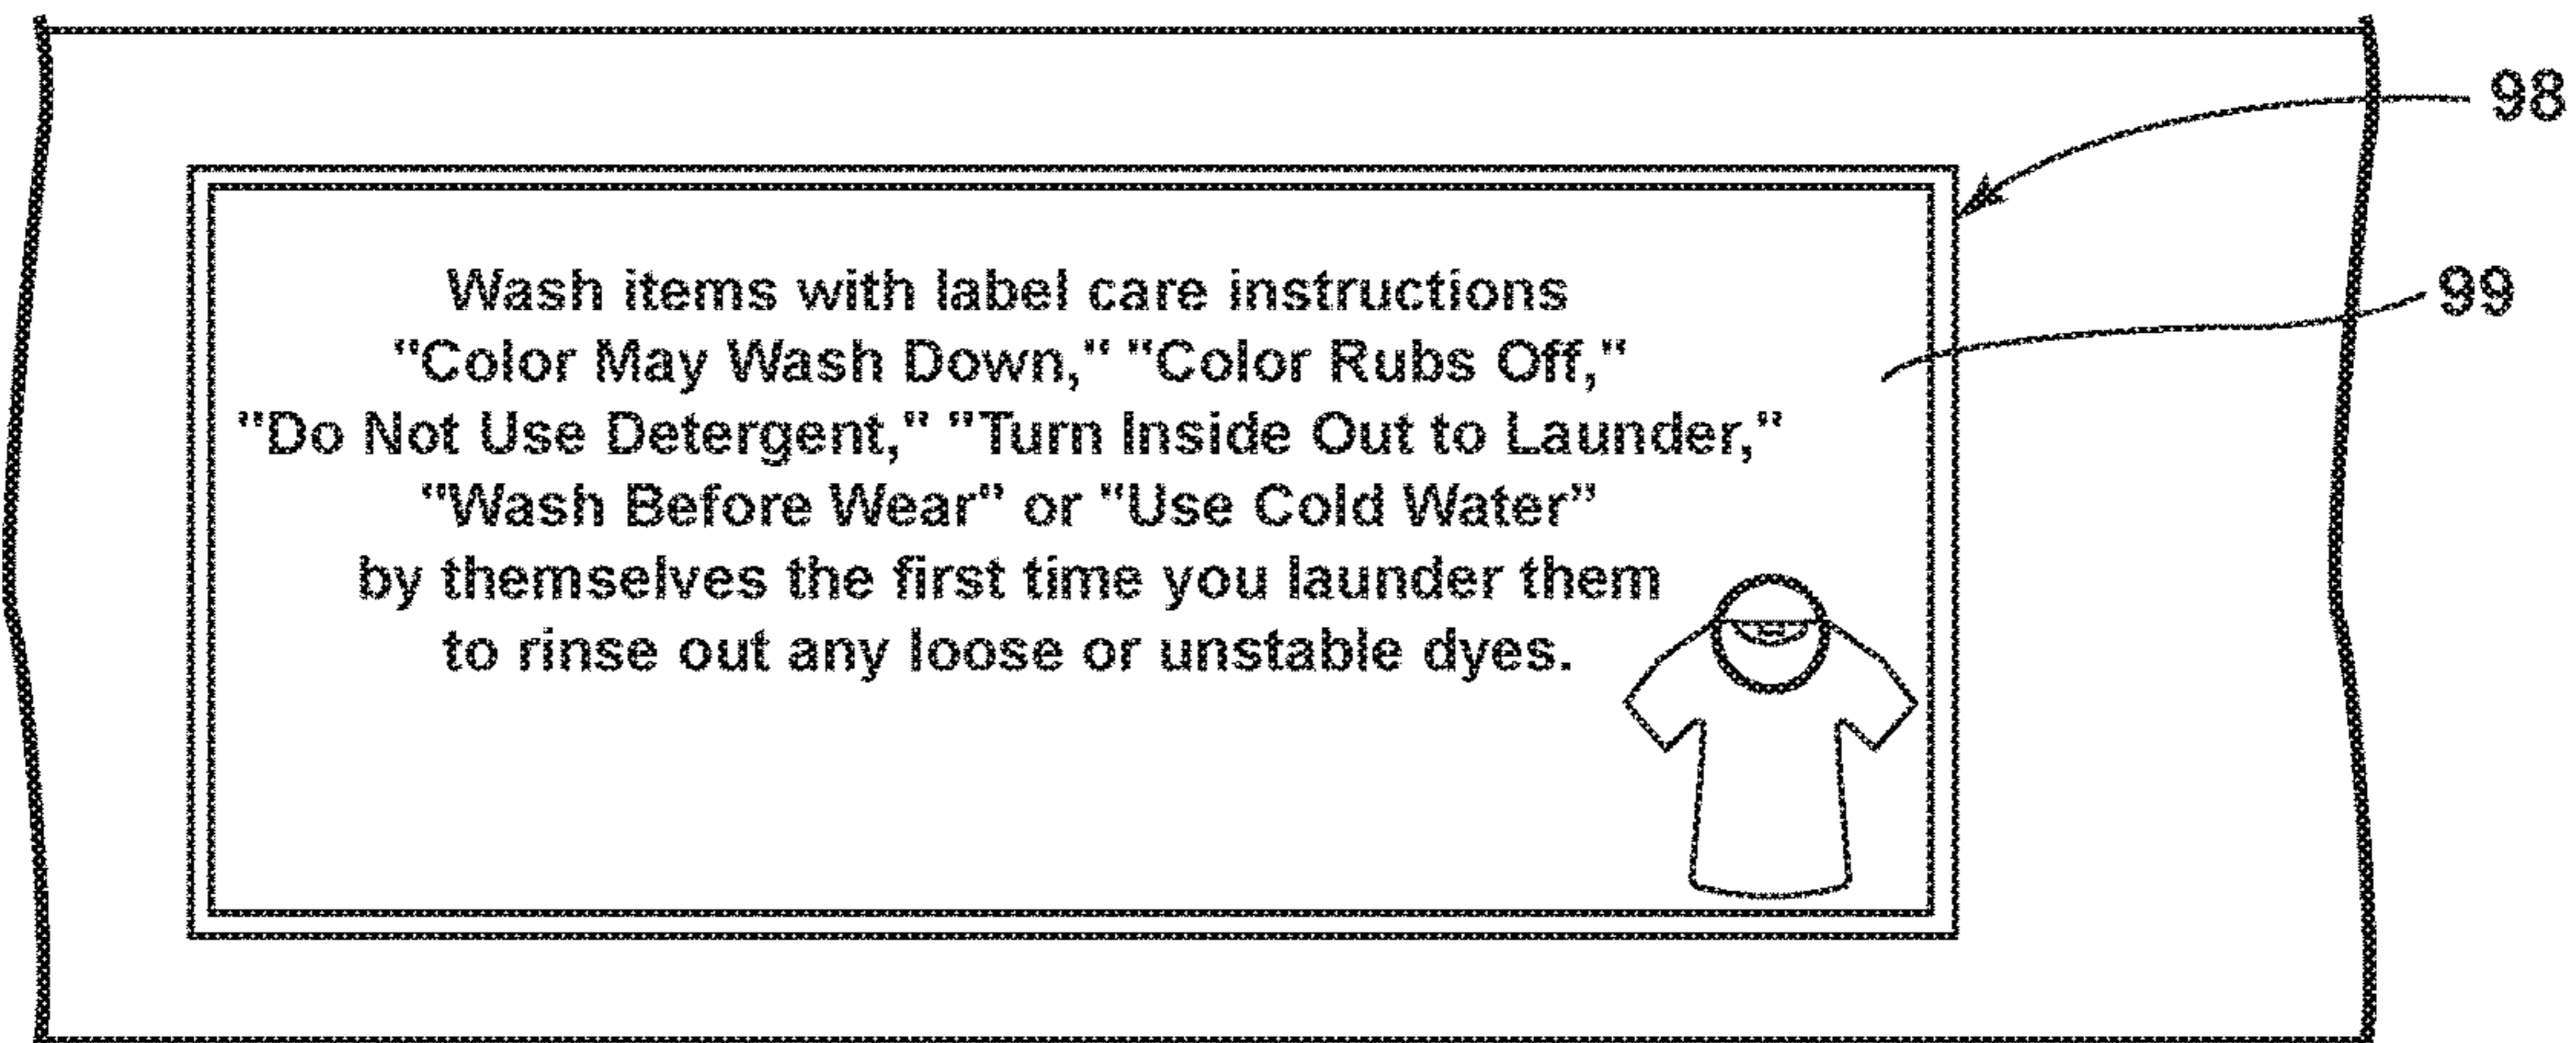 98
Wash items with label care instructions
"Color May Wash Down," "Color Rubs Off,"
99
"Do Not Use Detergent," "Turn Inside Out to Launder,"
"Wash Before Wear" or "Use Cold Water”
by themselves the first time you launder them
to rinse out any loose or unstable dyes.